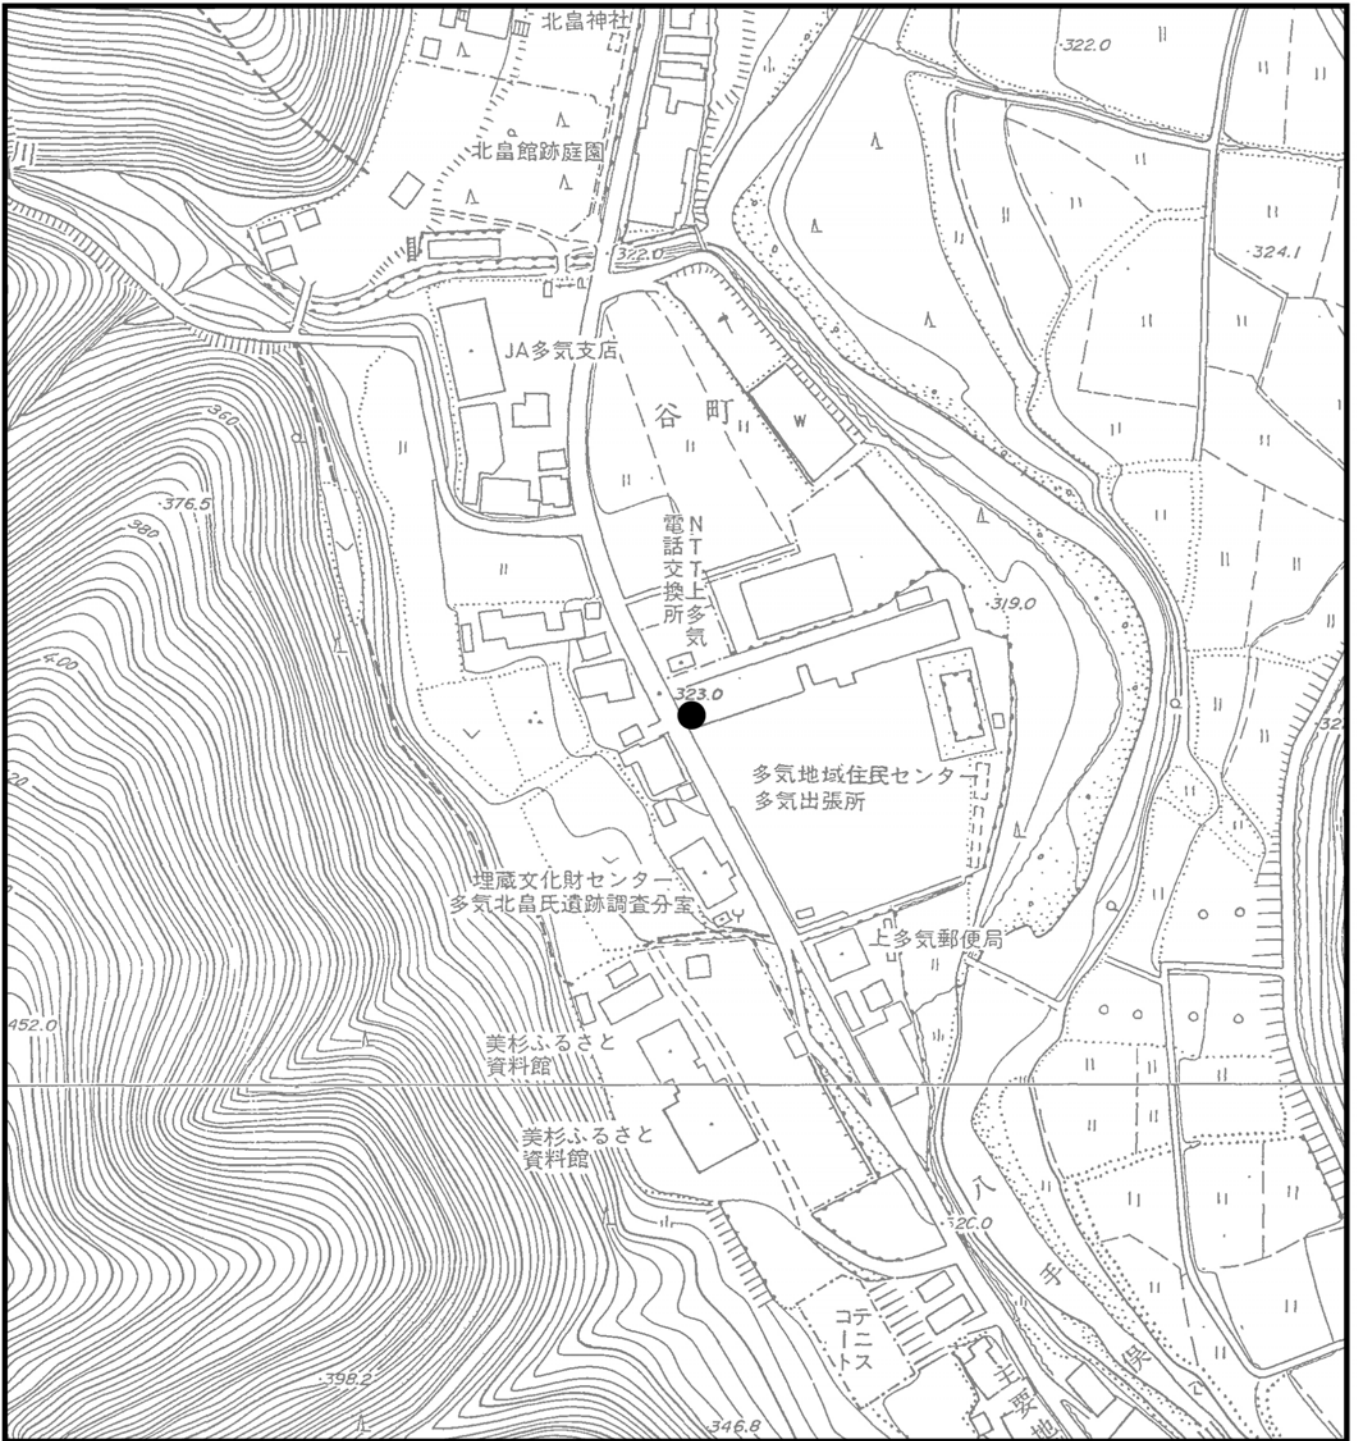 北畠神社
322.0
北畠館跡庭園
322.0
324.1
JA多気支店
谷町
W
360
376.5
380
NTT上多気
電話交換所
319.0
400
323.0
多気地域住民センター
多気出張所
埋蔵文化財センター
多気北畠氏遺跡調査分室
上多気郵便局
452.0
美杉ふるさと
資料館
美杉ふるさと
資料館
八手俣
テニス
コート
主要地
398.2
346.8